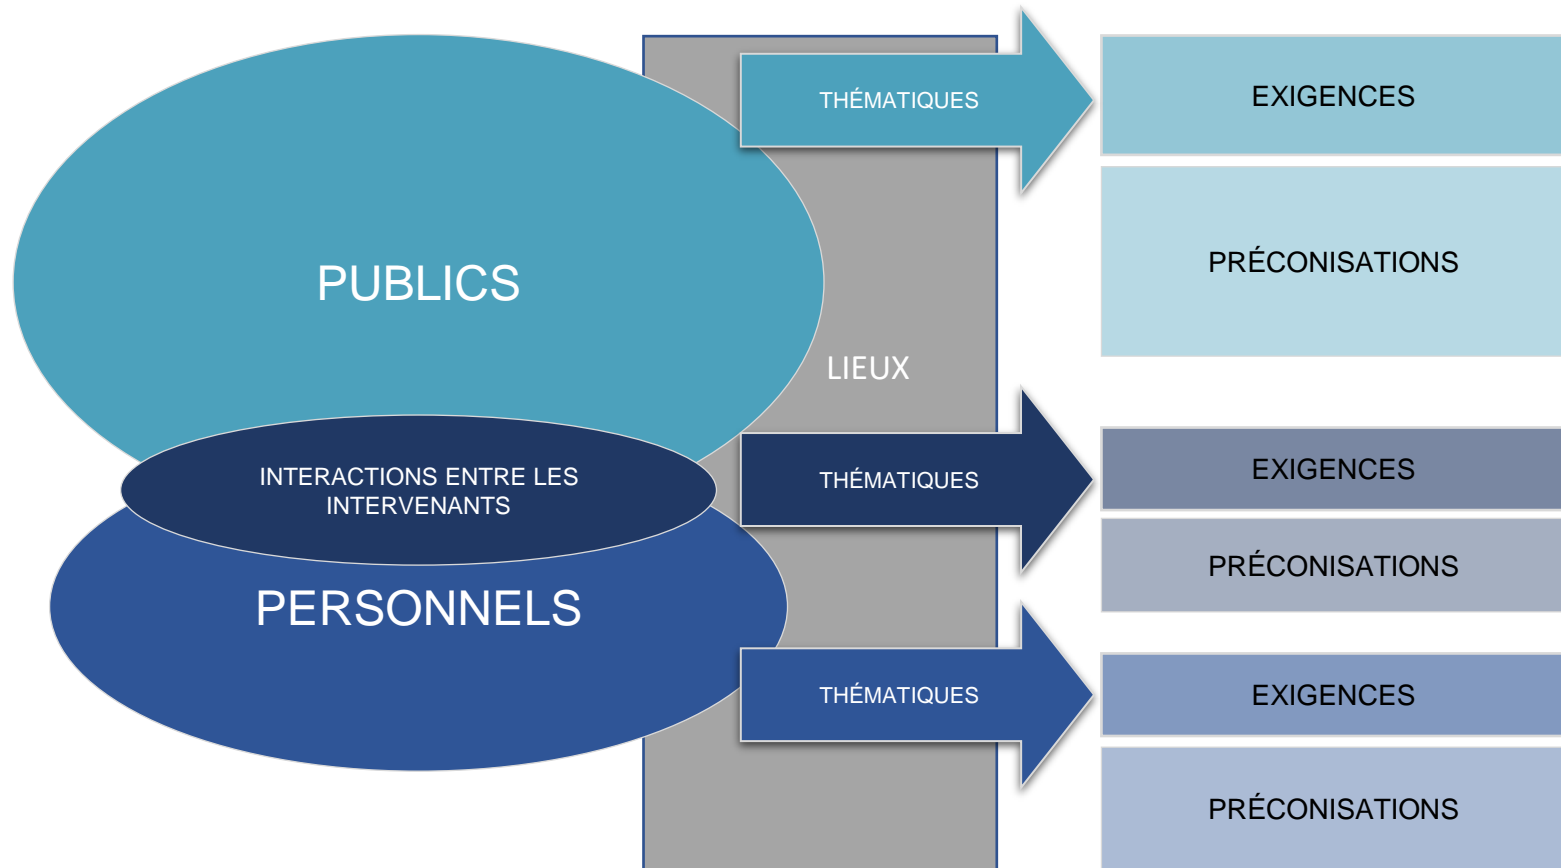 THÉMATIQUES
EXIGENCES
PRÉCONISATIONS
PUBLICS
LIEUX
INTERACTIONS ENTRE LES
INTERVENANTS
THÉMATIQUES
EXIGENCES
PRÉCONISATIONS
PERSONNELS
THÉMATIQUES
EXIGENCES
PRÉCONISATIONS